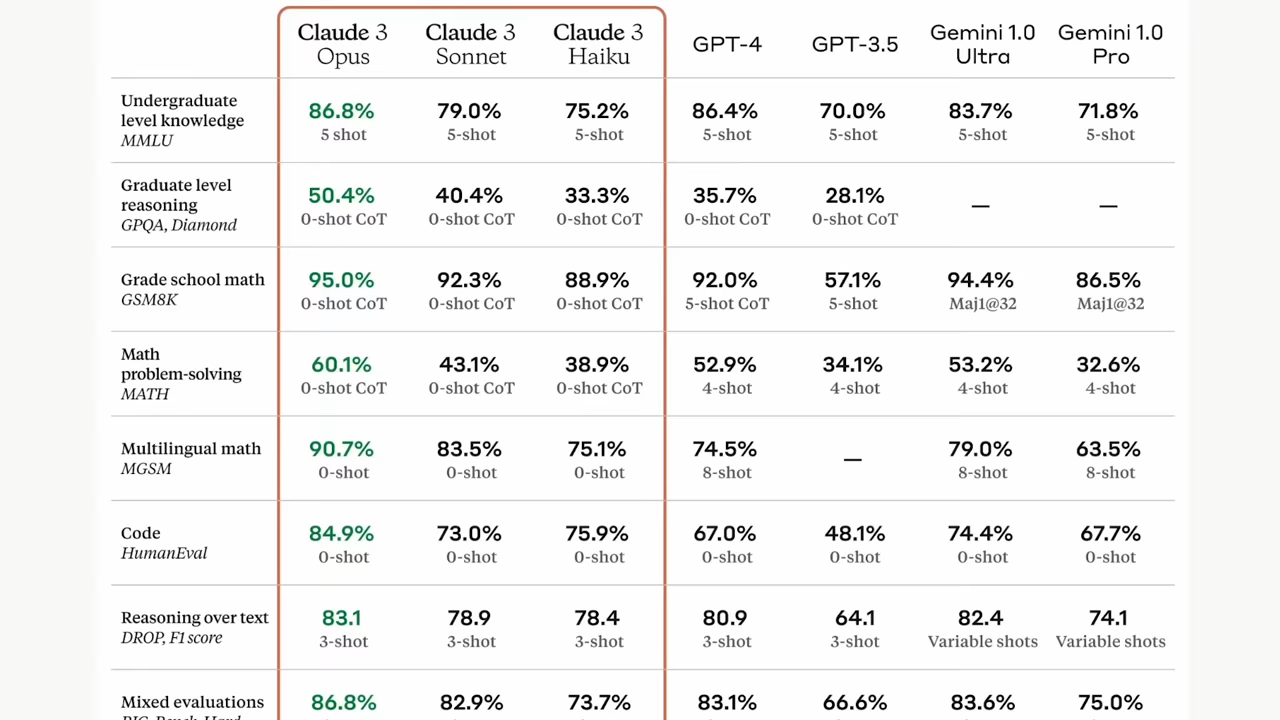 Claude 3 Claude 3 Claude 3 GPT-4 GPT-3.5 Gemini 1.0 Gemini 1.0
Opus Sonnet Haiku Ultra Pro
Undergraduate
level knowledge
MMLU
86.8% 79.0% 75.2% 86.4% 70.0% 83.7% 71.8%
5 shot 5-shot 5-shot 5-shot 5-shot 5-shot 5-shot
Graduate level
reasoning
GPQA, Diamond
50.4% 40.4% 33.3% 35.7% 28.1% — —
0-shot CoT 0-shot CoT 0-shot CoT 0-shot CoT 0-shot CoT
Grade school math
GSM8K
95.0% 92.3% 88.9% 92.0% 57.1% 94.4% 86.5%
0-shot CoT 0-shot CoT 0-shot CoT 5-shot CoT 5-shot Maj1@32 Maj1@32
Math
problem-solving
MATH
60.1% 43.1% 38.9% 52.9% 34.1% 53.2% 32.6%
0-shot CoT 0-shot CoT 0-shot CoT 4-shot 4-shot 4-shot 4-shot
Multilingual math
MGSM
90.7% 83.5% 75.1% 74.5% — 79.0% 63.5%
0-shot 0-shot 0-shot 8-shot 8-shot 8-shot
Code
HumanEval
84.9% 73.0% 75.9% 67.0% 48.1% 74.4% 67.7%
0-shot 0-shot 0-shot 0-shot 0-shot 0-shot 0-shot
Reasoning over text
DROP, F1 score
83.1 78.9 78.4 80.9 64.1 82.4 74.1
3-shot 3-shot 3-shot 3-shot 3-shot Variable shots Variable shots
Mixed evaluations
86.8% 82.9% 73.7% 83.1% 66.6% 83.6% 75.0%